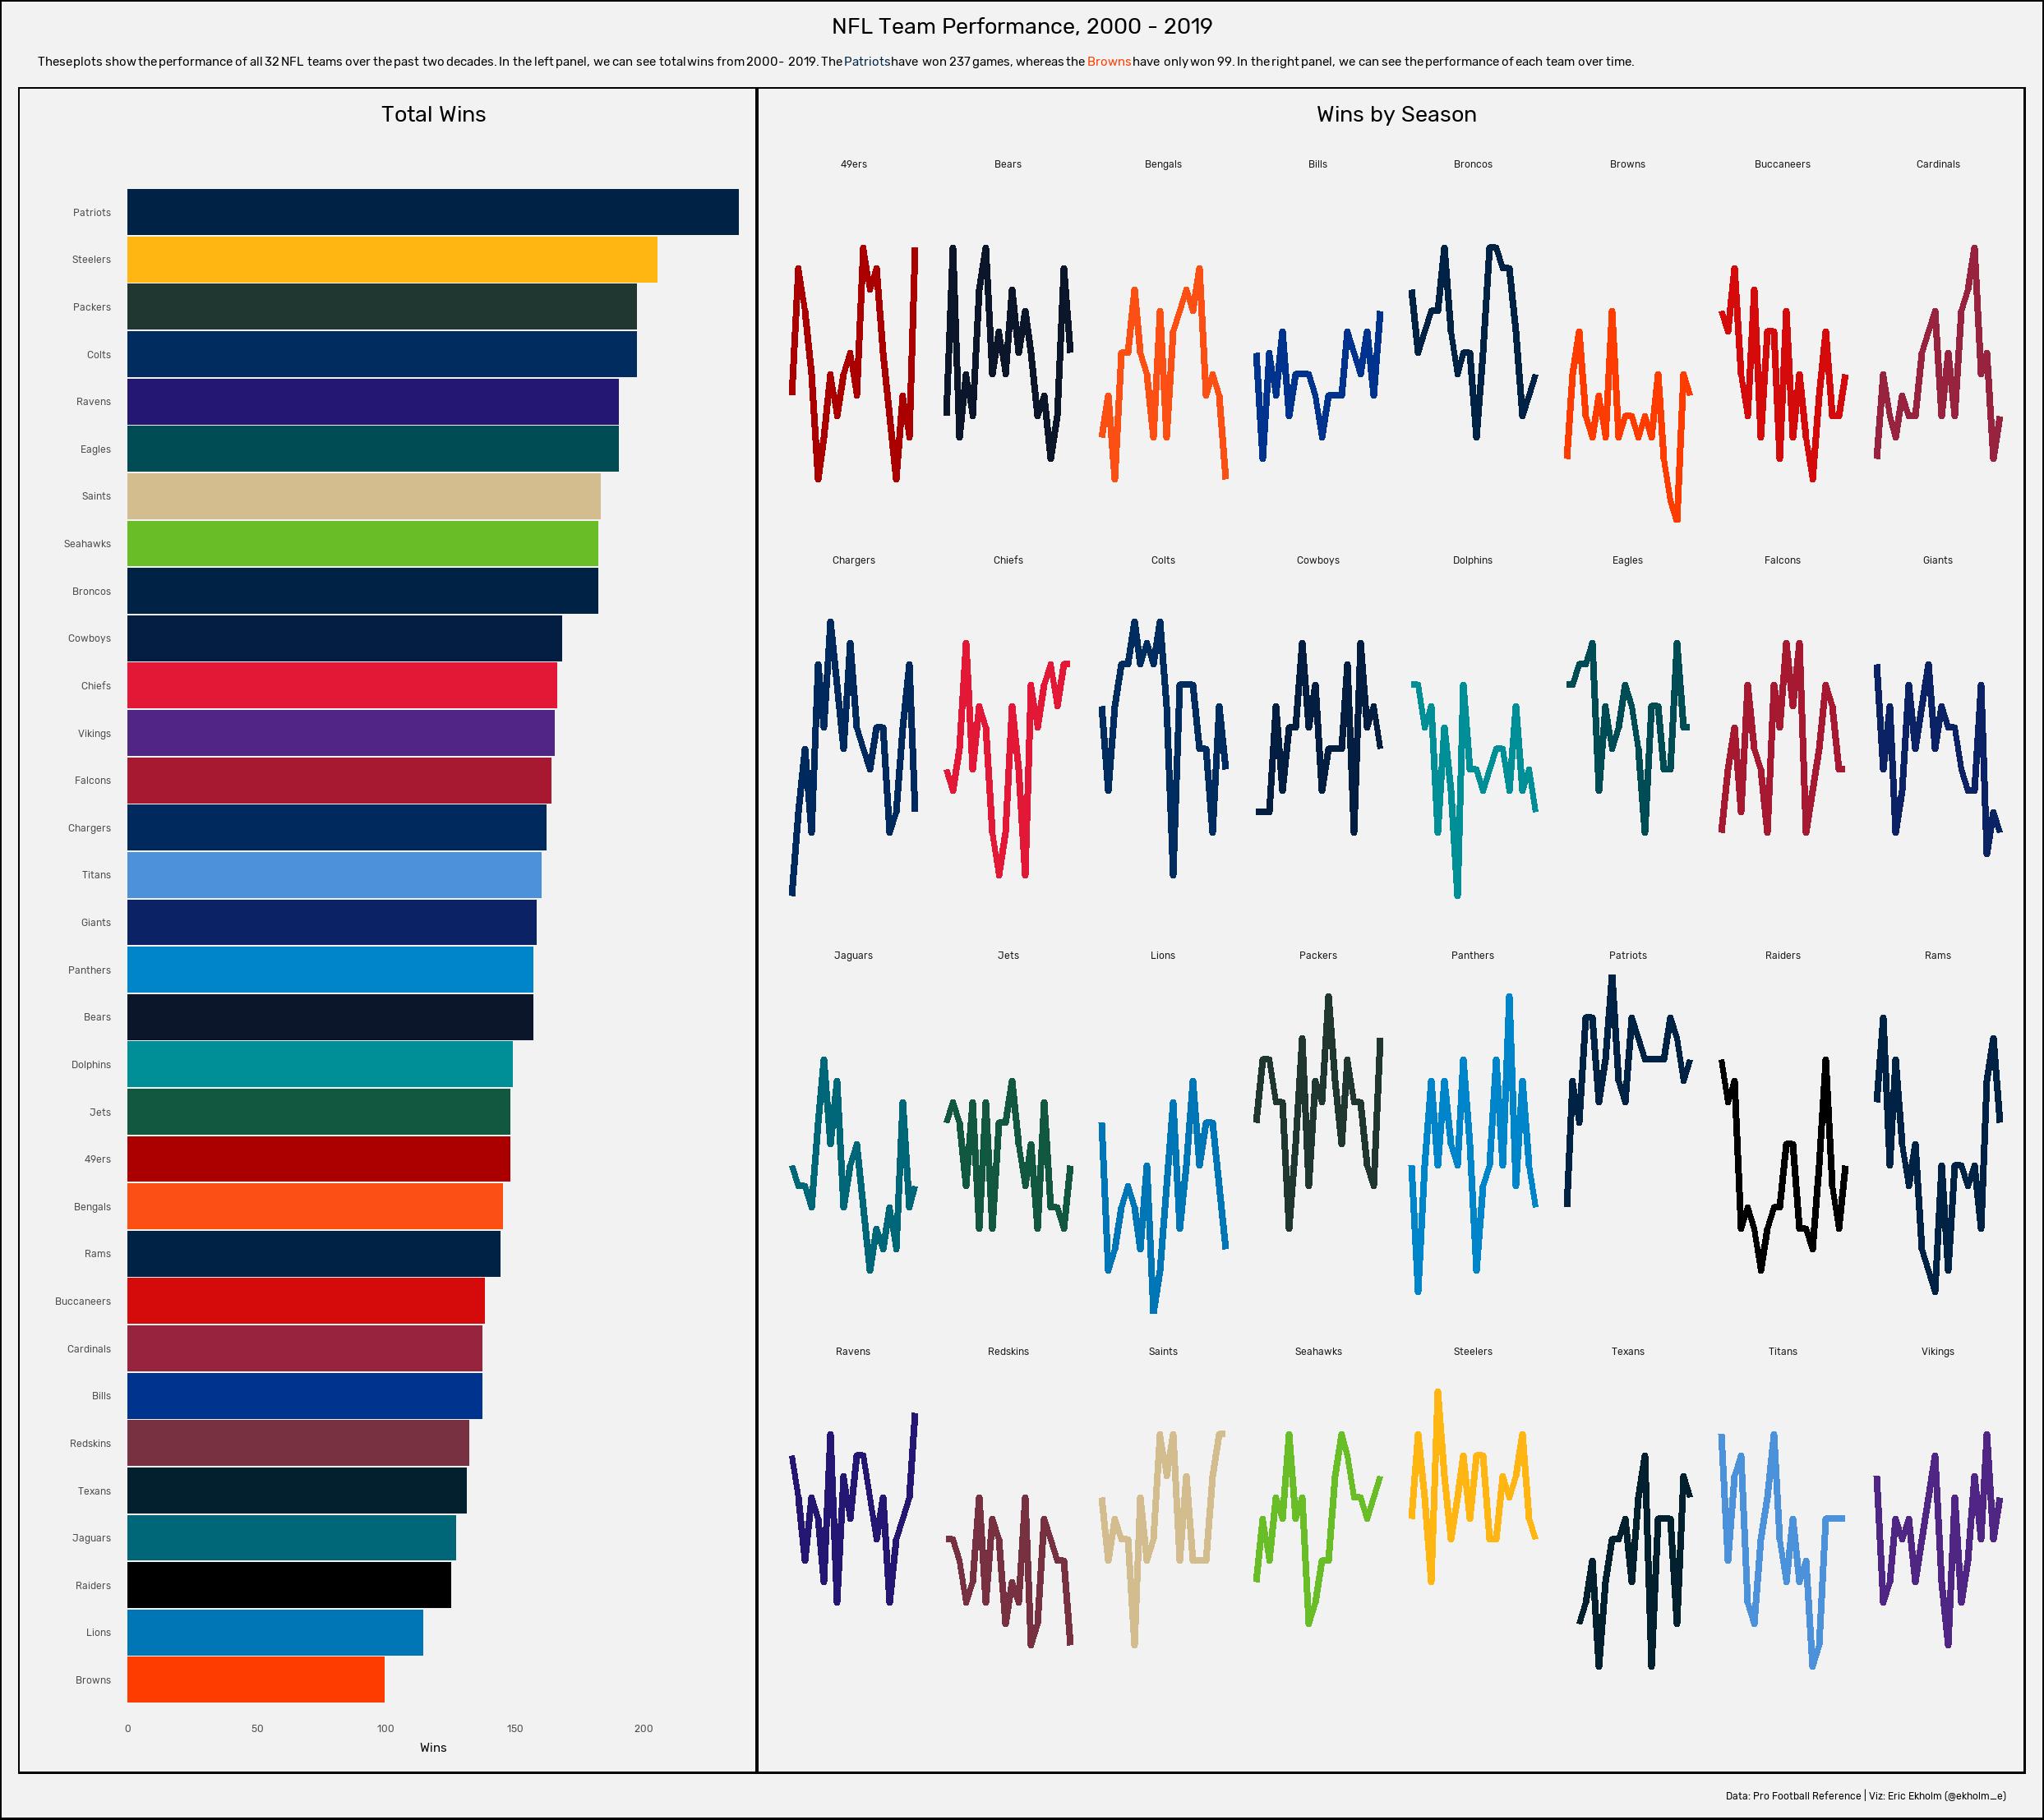 NFL Team Performance, 2000 - 2019
These plots show the performance of all 32 NFL teams over the past two decades. In the left panel, we can see total wins from 2000 - 2019. The Patriots have won 237 games, whereas the Browns have only won 99. In the right panel, we can see the performance of each team over time.
Total Wins
Patriots
Steelers
Packers
Colts
Ravens
Eagles
Saints
Seahawks
Broncos
Cowboys
Chiefs
Vikings
Falcons
Chargers
Titans
Giants
Panthers
Bears
Dolphins
Jets
49ers
Bengals
Rams
Buccaneers
Cardinals
Bills
Redskins
Texans
Jaguars
Raiders
Lions
Browns
0 50 100 150 200
Wins
Wins by Season
49ers Bears Bengals Bills Broncos Browns Buccaneers Cardinals
Chargers Chiefs Colts Cowboys Dolphins Eagles Falcons Giants
Jaguars Jets Lions Packers Panthers Patriots Raiders Rams
Ravens Redskins Saints Seahawks Steelers Texans Titans Vikings
Data: Pro Football Reference | Viz: Eric Ekholm (@ekholm_e)